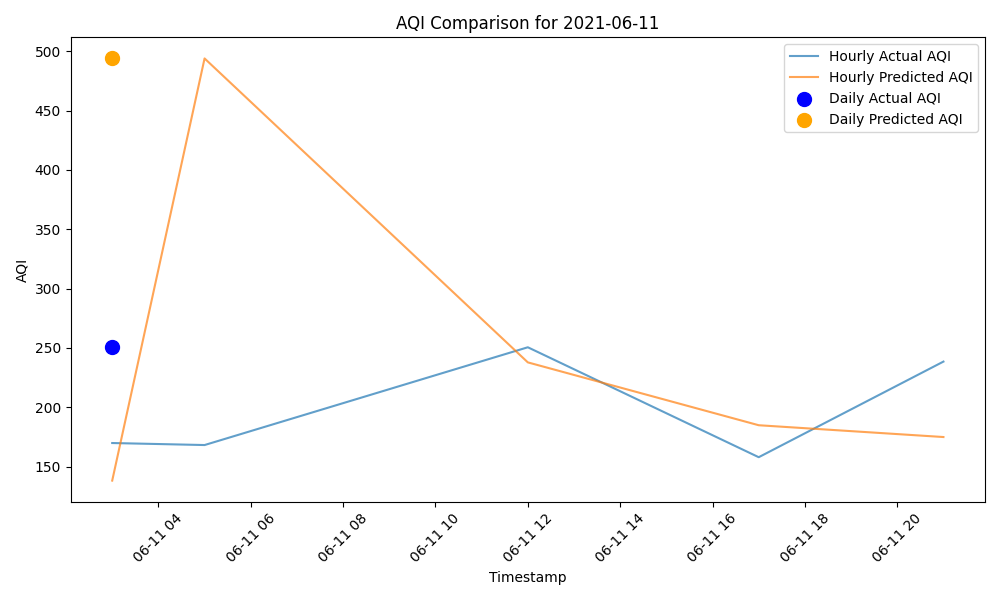 AQI Comparison for 2021-06-11
Hourly Actual AQI
Hourly Predicted AQI
Daily Actual AQI
Daily Predicted AQI
AQI
500
450
400
350
300
250
200
150
06-11 04
06-11 06
06-11 08
06-11 10
06-11 12
06-11 14
06-11 16
06-11 18
06-11 20
Timestamp